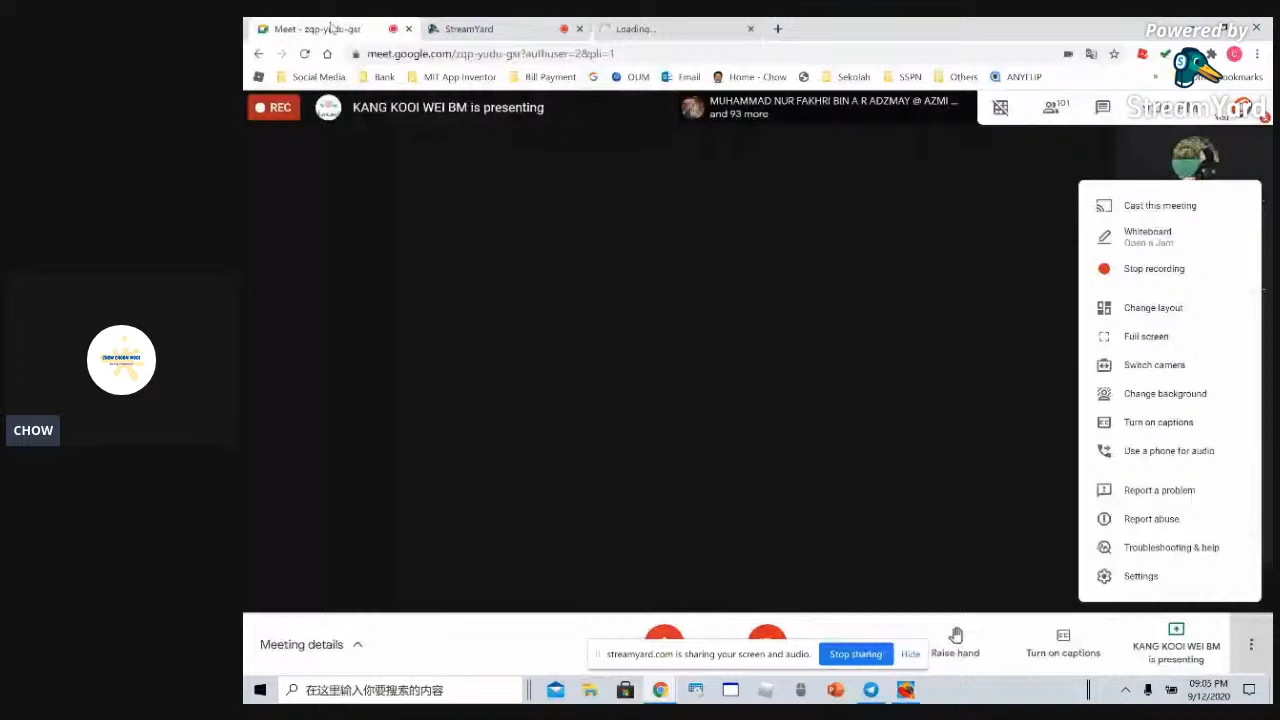 Meet - zqp-yudu-gsr
StreamYard
Loading...
Powered by
meet.google.com/zqp-yudu-gsr?authuser=2&pli=1
Social Media
Bank
MIT App Inventor
Bill Payment
OUM
Email
Home - Chow
Sekolah
SSPN
Others
ANYFLIP
»
REC
KANG KOOI WEI BM is presenting
MUHAMMAD NUR FAKHRI BIN A R ADZMAY @ AZMI ...
and 93 more
101
StreamYard
You
Cast this meeting
Whiteboard
Open a Jam
Stop recording
Change layout
Full screen
Switch camera
Change background
Turn on captions
Use a phone for audio
Report a problem
Report abuse
Troubleshooting & help
Settings
CHOW CHOON WOOI
CHOW
Meeting details
streamyard.com is sharing your screen and audio.
Stop sharing
Hide
Raise hand
Turn on captions
KANG KOOI WEI BM
is presenting
在这里输入你要搜索的内容
09:05 PM
9/12/2020